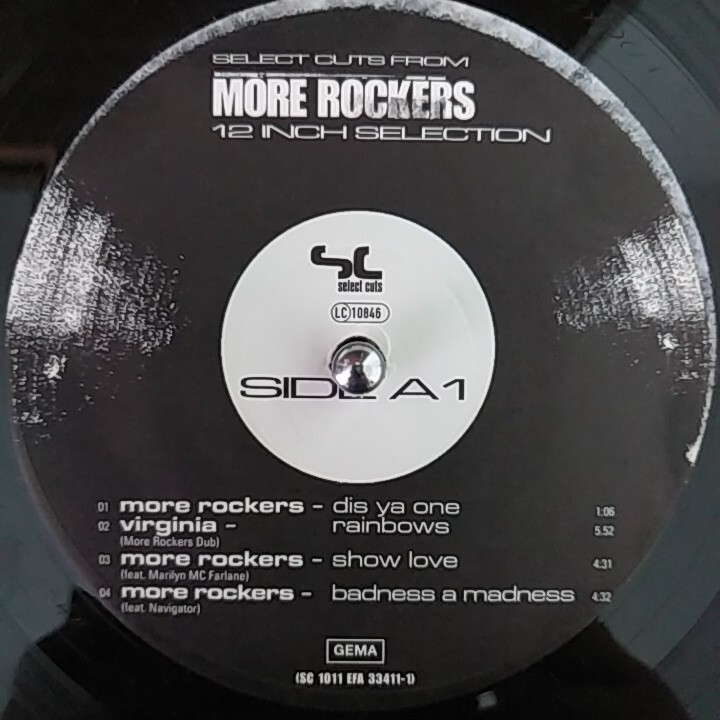 SELECT CUTS FROM
MORE ROCKERS
12 INCH SELECTION
SC
select cuts
LC 10846
SIDE A1
01 more rockers - dis ya one 1:06
02 virginia - rainbows 5.52
(More Rockers Dub)
03 more rockers - show love 4:31
(feat. Marilyn MC Farlane)
04 more rockers - badness a madness 4:32
(feat. Navigator)
GEMA
(SC 1011 EFA 33411-1)